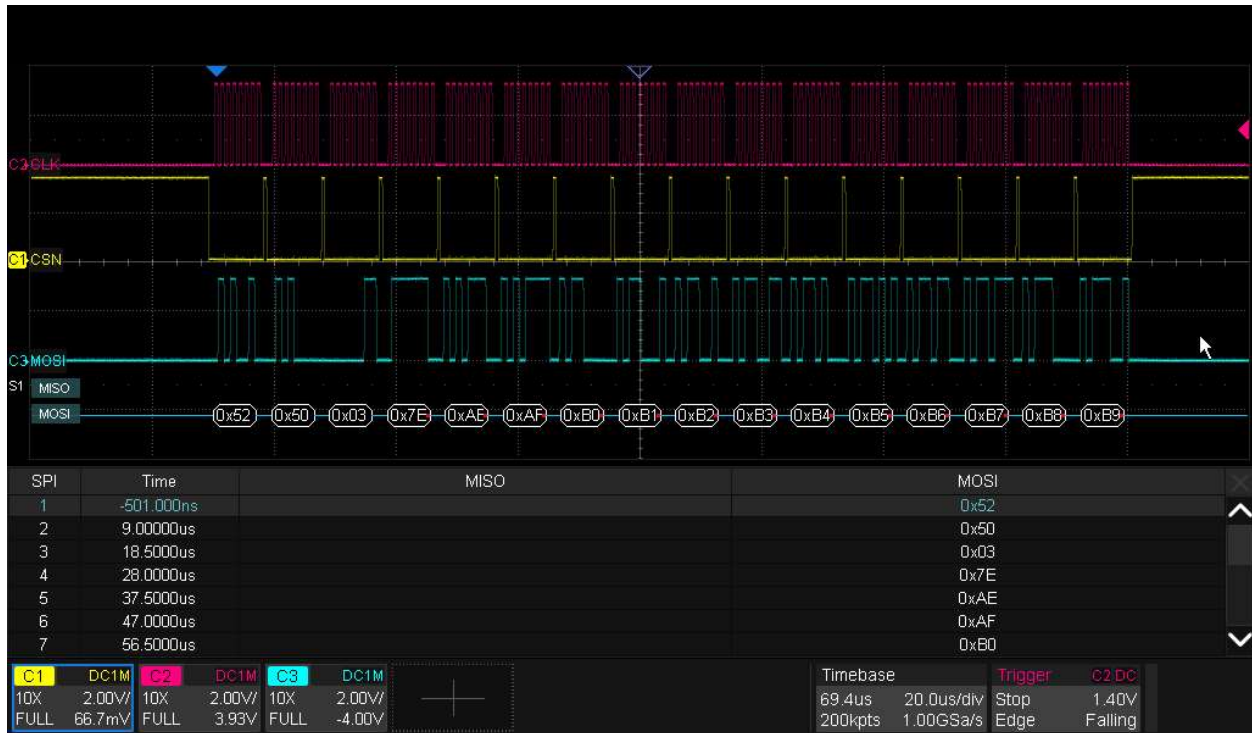 C2 CLK
C1 CSN
C3 MOSI
S1 MISO
MOSI 0x52 0x50 0x03 0x7E 0xAE 0xAF 0xB0 0xB1 0xB2 0xB3 0xB4 0xB5 0xB6 0xB7 0xB8 0xB9
SPI Time MISO MOSI
1 -501.000ns 0x52
2 9.00000us 0x50
3 18.5000us 0x03
4 28.0000us 0x7E
5 37.5000us 0xAE
6 47.0000us 0xAF
7 56.5000us 0xB0
C1 DC1M C2 DC1M C3 DC1M Timebase Trigger C2 DC
10X 2.00V/ 10X 2.00V/ 10X 2.00V/ 69.4us 20.0us/div Stop 1.40V
FULL 66.7mV FULL 3.93V FULL -4.00V 200kpts 1.00GSa/s Edge Falling